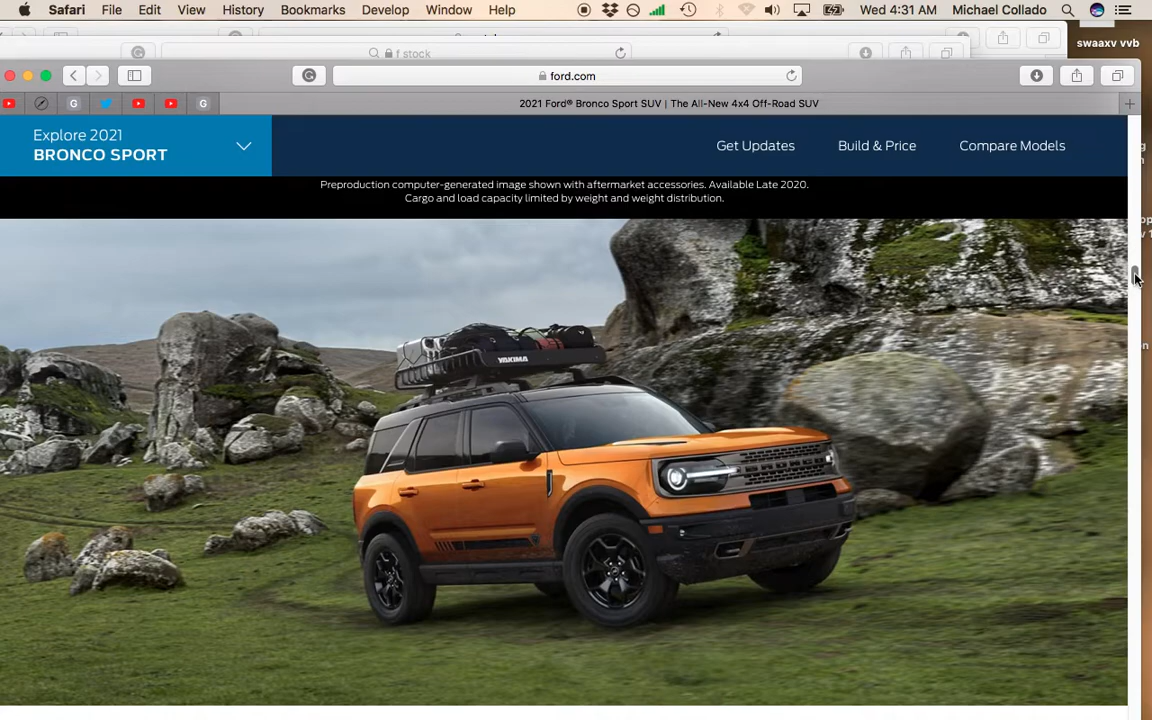 Safari File Edit View History Bookmarks Develop Window Help Wed 4:31 AM Michael Collado
swaaxv vvb
f stock
ford.com
2021 Ford® Bronco Sport SUV | The All-New 4x4 Off-Road SUV
Explore 2021
BRONCO SPORT
Get Updates Build & Price Compare Models
Preproduction computer-generated image shown with aftermarket accessories. Available Late 2020.
Cargo and load capacity limited by weight and weight distribution.
YAKIMA
BRONCO